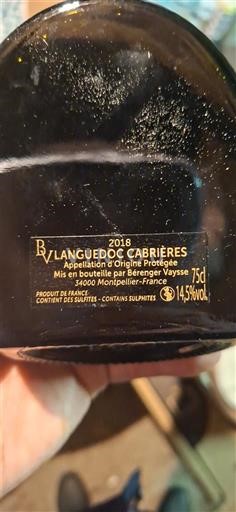 2018
BV LANGUEDOC CABRIÈRES
Appellation d'Origine Protégée
Mis en bouteille par Bérenger Vaysse
34000 Montpellier-France
75cl
PRODUIT DE FRANCE
CONTIENT DES SULFITES - CONTAINS SULPHITES
14,5%vol.